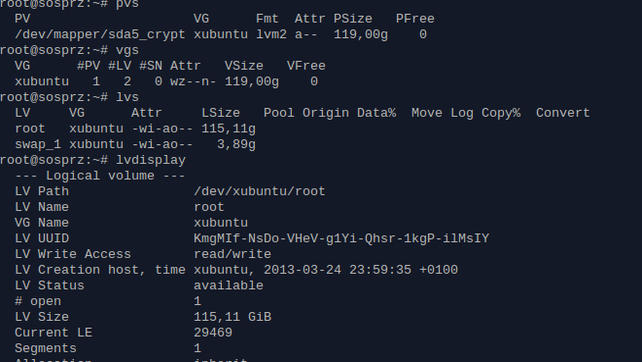 root@sosprz:~# pvs
PV VG Fmt Attr PSize PFree
/dev/mapper/sda5_crypt xubuntu lvm2 a-- 119,00g 0
root@sosprz:~# vgs
VG #PV #LV #SN Attr VSize VFree
xubuntu 1 2 0 wz--n- 119,00g 0
root@sosprz:~# lvs
LV VG Attr LSize Pool Origin Data% Move Log Copy% Convert
root xubuntu -wi-ao-- 115,11g
swap_1 xubuntu -wi-ao-- 3,89g
root@sosprz:~# lvdisplay
--- Logical volume ---
LV Path /dev/xubuntu/root
LV Name root
VG Name xubuntu
LV UUID KmgMIf-NsDo-VHeV-g1Yi-Qhsr-1kgP-ilMsIY
LV Write Access read/write
LV Creation host, time xubuntu, 2013-03-24 23:59:35 +0100
LV Status available
# open 1
LV Size 115,11 GiB
Current LE 29469
Segments 1
Allocation inherit